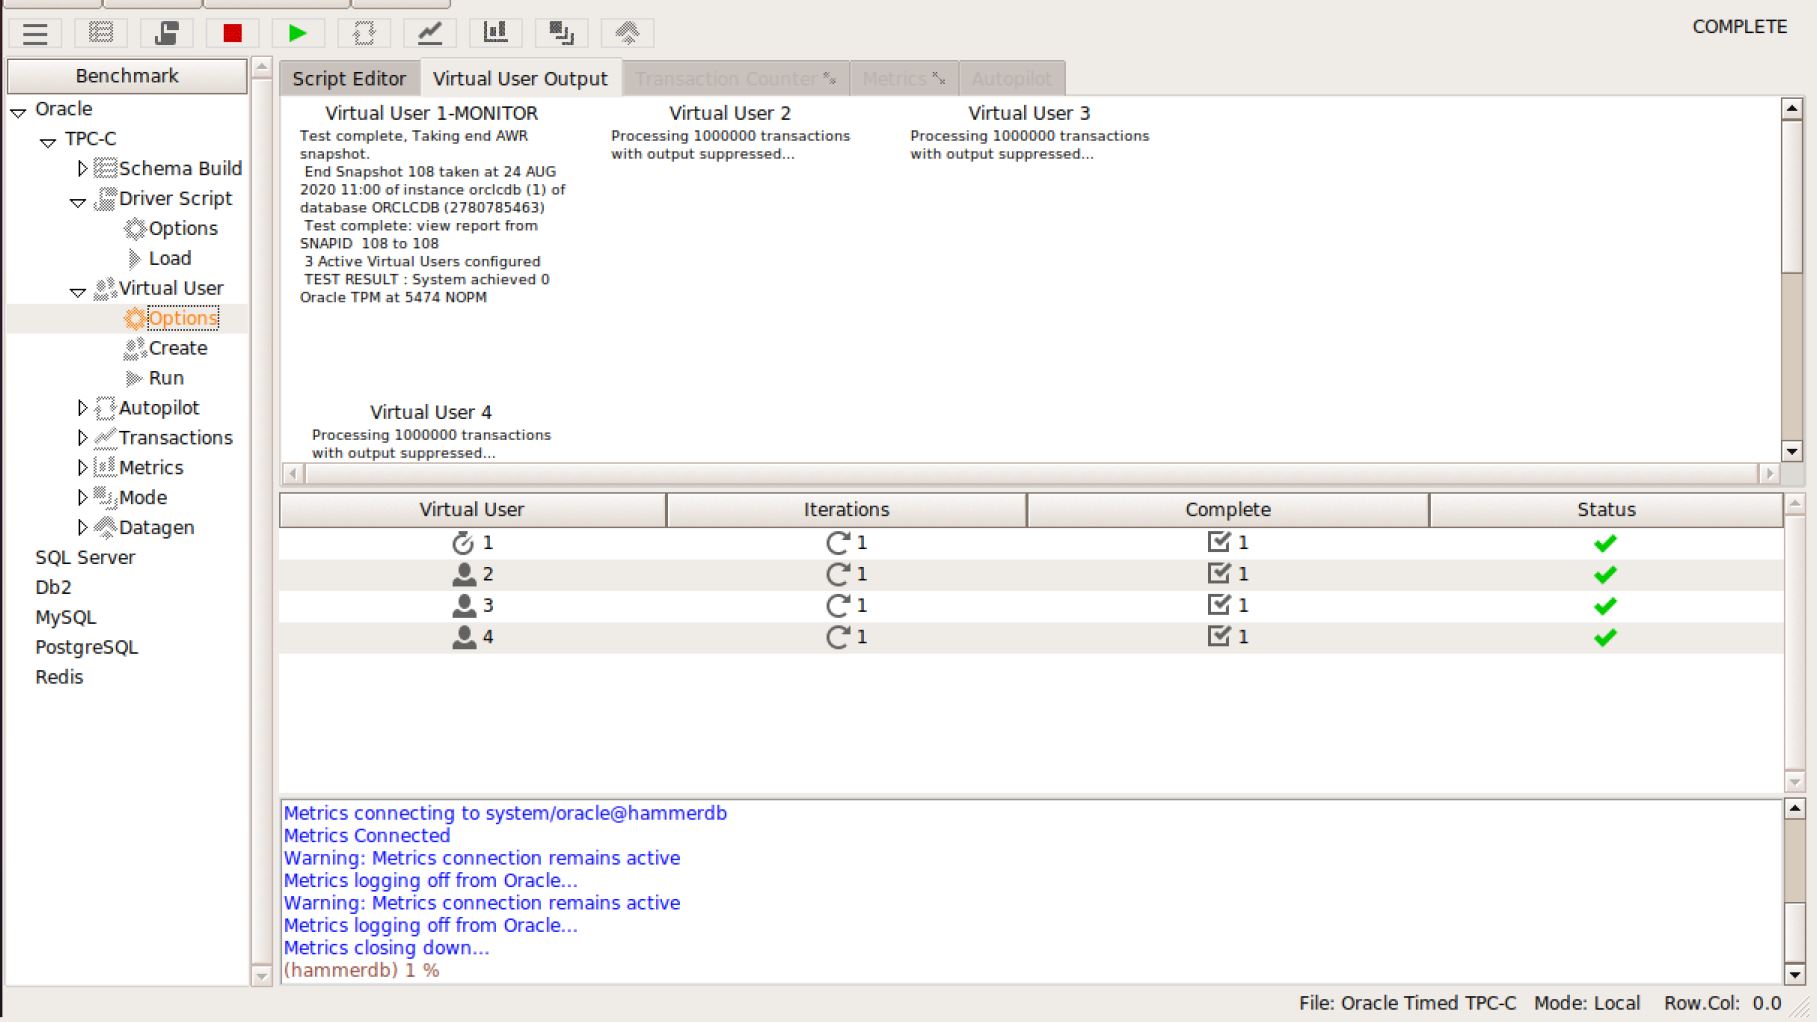 COMPLETE
Benchmark
Oracle
TPC-C
Schema Build
Driver Script
Options
Load
Virtual User
Options
Create
Run
Autopilot
Transactions
Metrics
Mode
Datagen
SQL Server
Db2
MySQL
PostgreSQL
Redis
Script Editor Virtual User Output Transaction Counter Metrics Autopilot
Virtual User 1-MONITOR
Test complete, Taking end AWR
snapshot.
End Snapshot 108 taken at 24 AUG
2020 11:00 of instance orclcdb (1) of
database ORCLCDB (2780785463)
Test complete: view report from
SNAPID 108 to 108
3 Active Virtual Users configured
TEST RESULT : System achieved 0
Oracle TPM at 5474 NOPM
Virtual User 2
Processing 1000000 transactions
with output suppressed...
Virtual User 3
Processing 1000000 transactions
with output suppressed...
Virtual User 4
Processing 1000000 transactions
with output suppressed...
Virtual User Iterations Complete Status
1 1 1
2 1 1
3 1 1
4 1 1
Metrics connecting to system/oracle@hammerdb
Metrics Connected
Warning: Metrics connection remains active
Metrics logging off from Oracle...
Warning: Metrics connection remains active
Metrics logging off from Oracle...
Metrics closing down...
(hammerdb) 1 %
File: Oracle Timed TPC-C Mode: Local Row.Col: 0.0